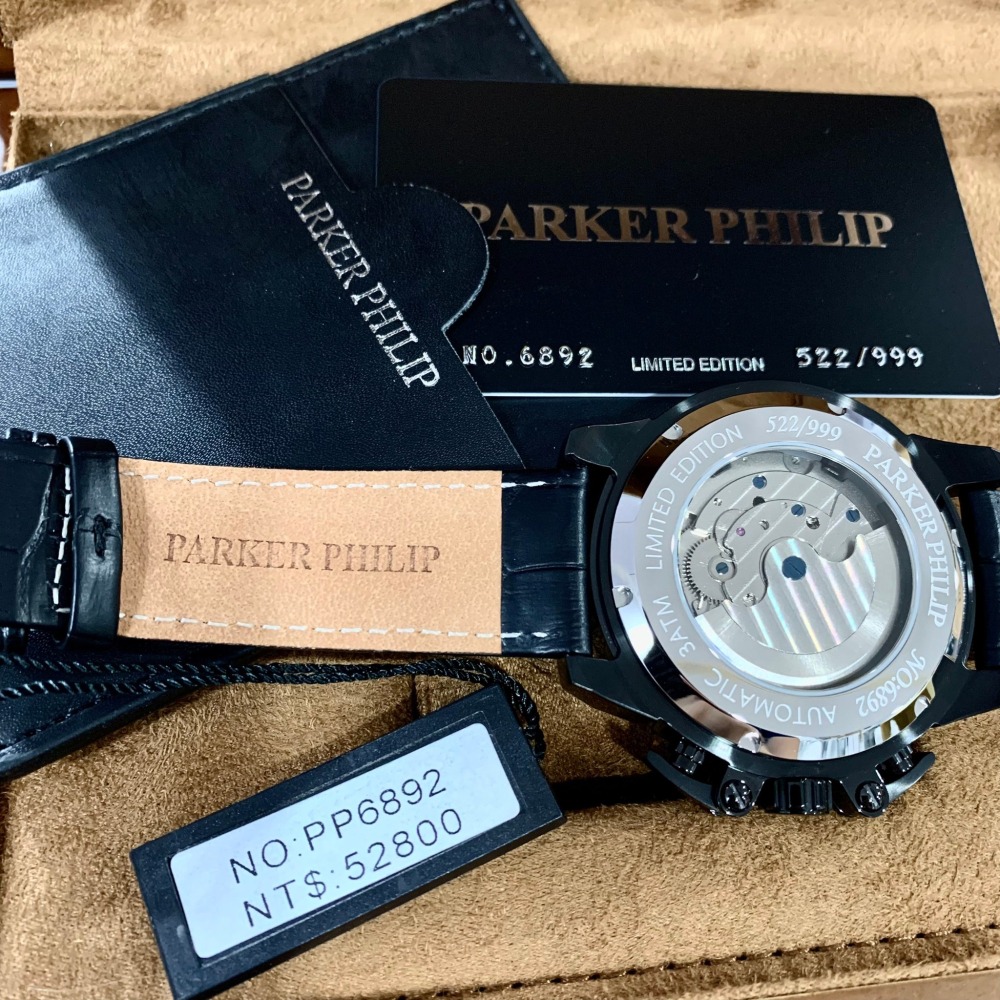 PARKER PHILIP
PARKER PHILIP
NO.6892 LIMITED EDITION 522/999
PARKER PHILIP
LIMITED EDITION 522/999 PARKER PHILIP NO:6892 AUTOMATIC 3ATM
NO:PP6892
NT$:52800